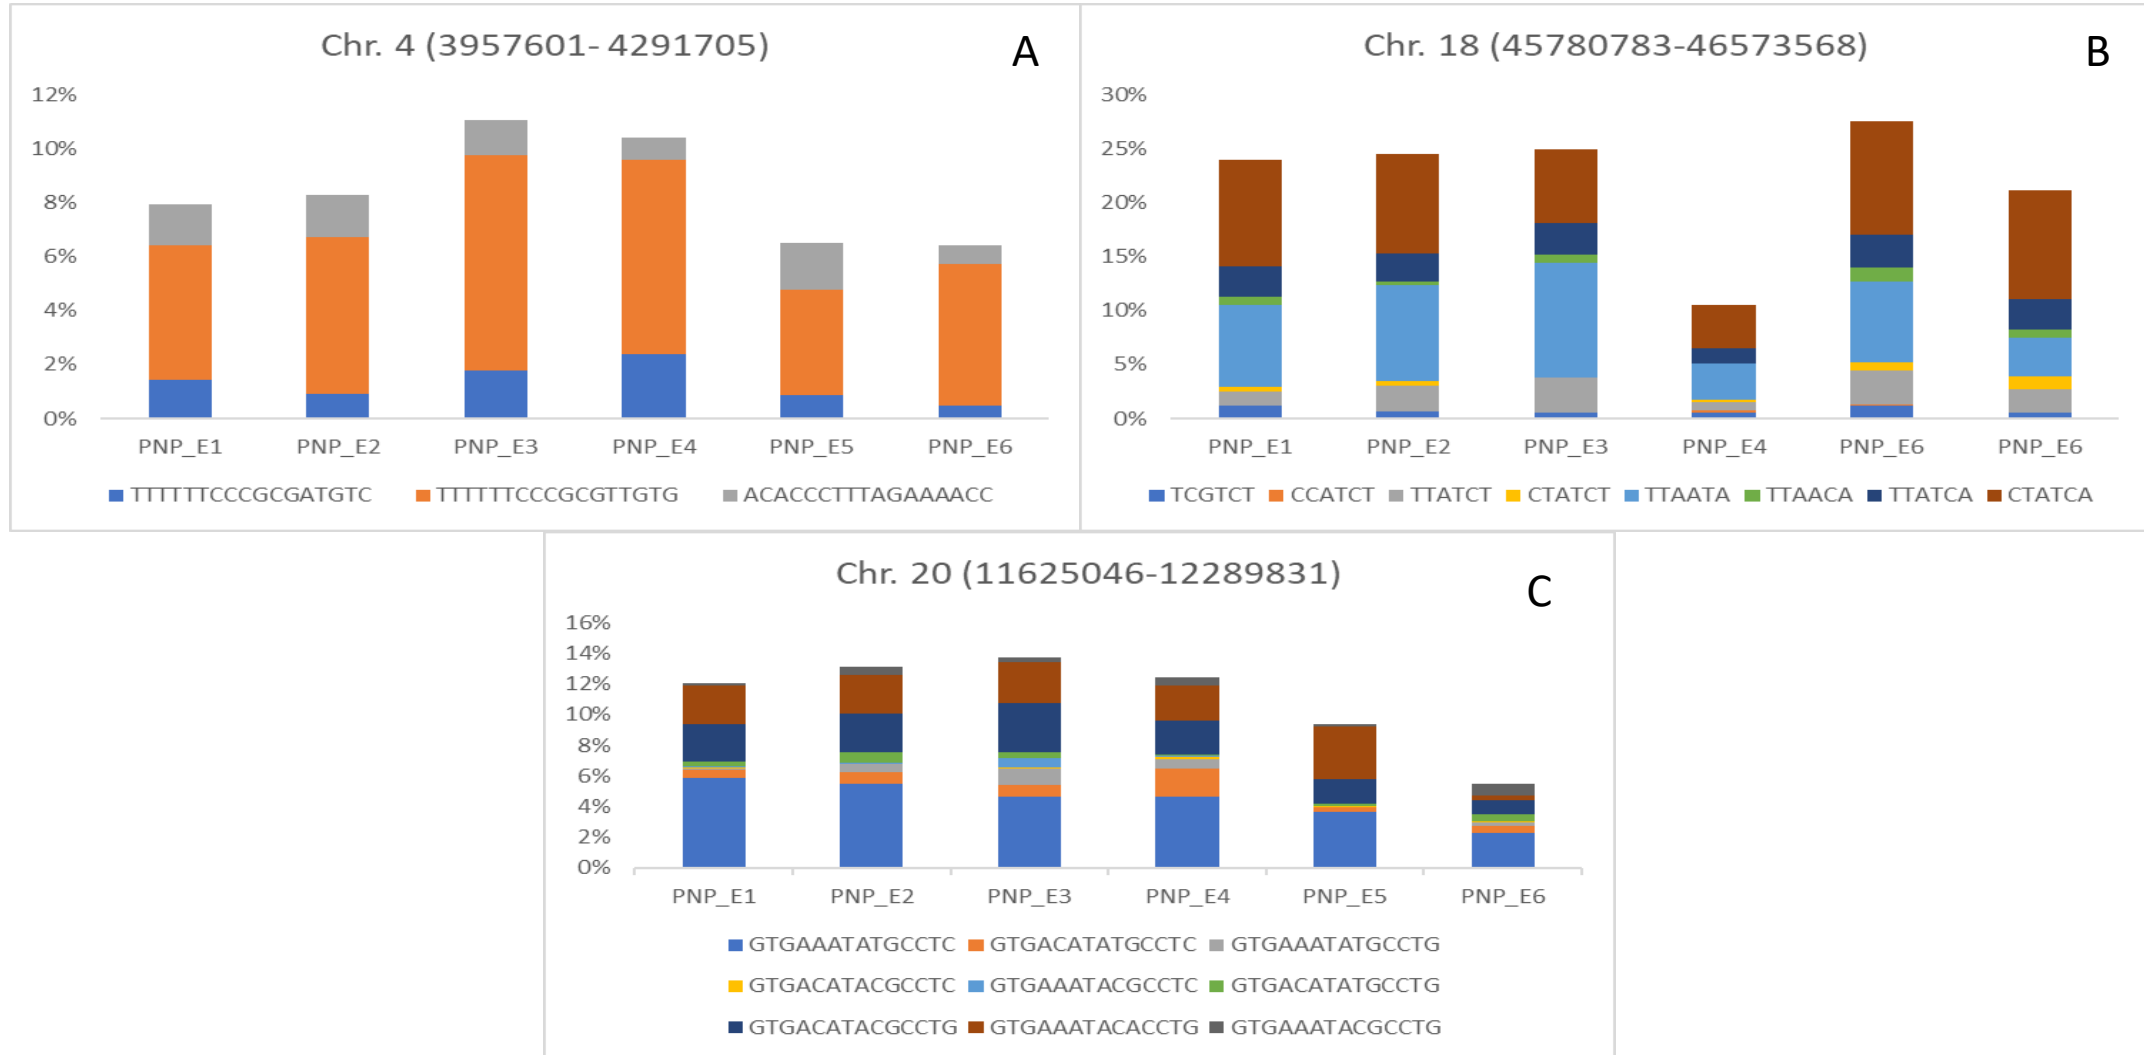 Chr. 4 (3957601- 4291705)
A
12%
10%
8%
6%
4%
2%
0%
PNP_E1 PNP_E2 PNP_E3 PNP_E4 PNP_E5 PNP_E6
TTTTTTCCCGCGATGTC TTTTTTCCCGCGTTGTG ACACCCTTTAGAAAACC
Chr. 18 (45780783-46573568)
B
30%
25%
20%
15%
10%
5%
0%
PNP_E1 PNP_E2 PNP_E3 PNP_E4 PNP_E6 PNP_E6
TCGTCT CCATCT TTATCT CTATCT TTAATA TTAACA TTATCA CTATCA
Chr. 20 (11625046-12289831)
C
16%
14%
12%
10%
8%
6%
4%
2%
0%
PNP_E1 PNP_E2 PNP_E3 PNP_E4 PNP_E5 PNP_E6
GTGAAATATGCCTC GTGACATATGCCTC GTGAAATATGCCTG
GTGACATACGCCTC GTGAAATACGCCTC GTGACATATGCCTG
GTGACATACGCCTG GTGAAATACACCTG GTGAAATACGCCTG